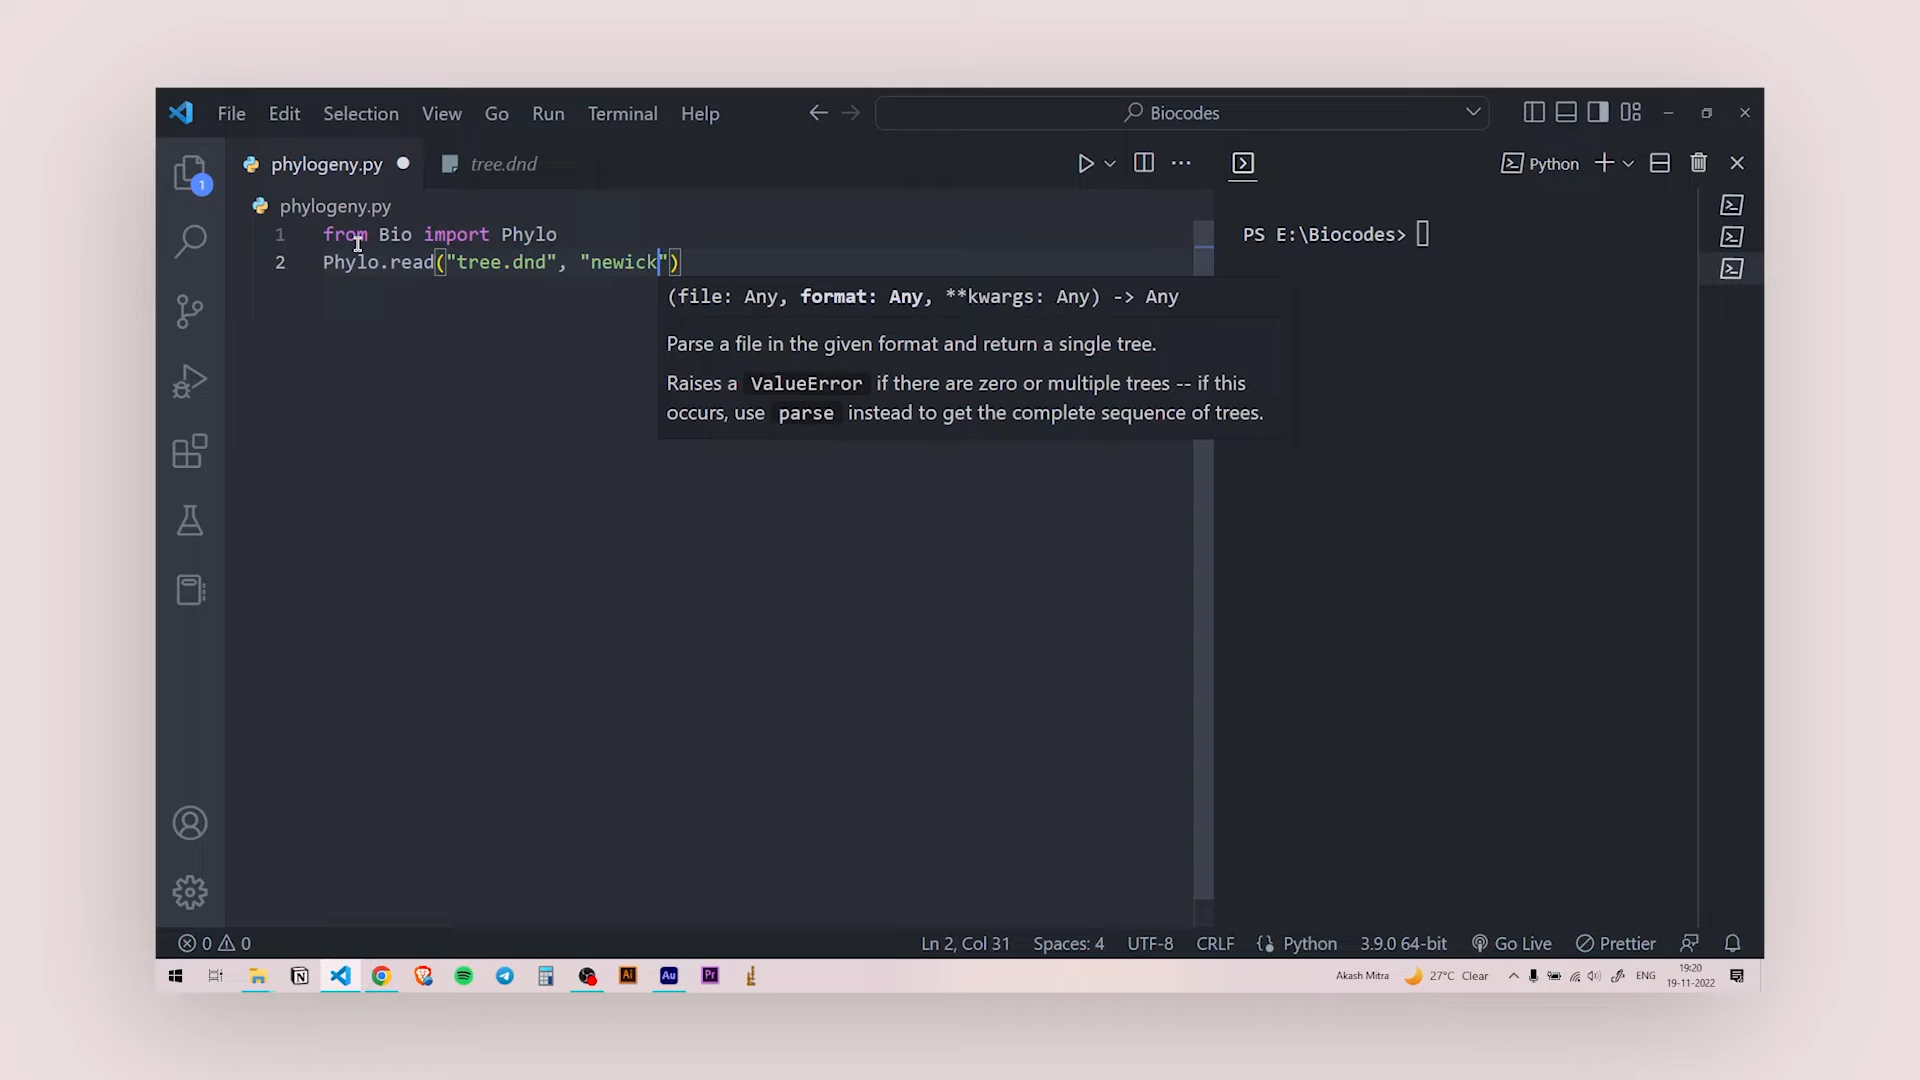 File Edit Selection View Go Run Terminal Help Biocodes
phylogeny.py tree.dnd Python
1
phylogeny.py
1 from Bio import Phylo
2 Phylo.read("tree.dnd", "newick")
PS E:\Biocodes>
(file: Any, format: Any, **kwargs: Any) -> Any
Parse a file in the given format and return a single tree.
Raises a ValueError if there are zero or multiple trees -- if this
occurs, use parse instead to get the complete sequence of trees.
0 0 Ln 2, Col 31 Spaces: 4 UTF-8 CRLF Python 3.9.0 64-bit Go Live Prettier
Ai Au Pr Akash Mitra 27°C Clear ENG 19:20
19-11-2022